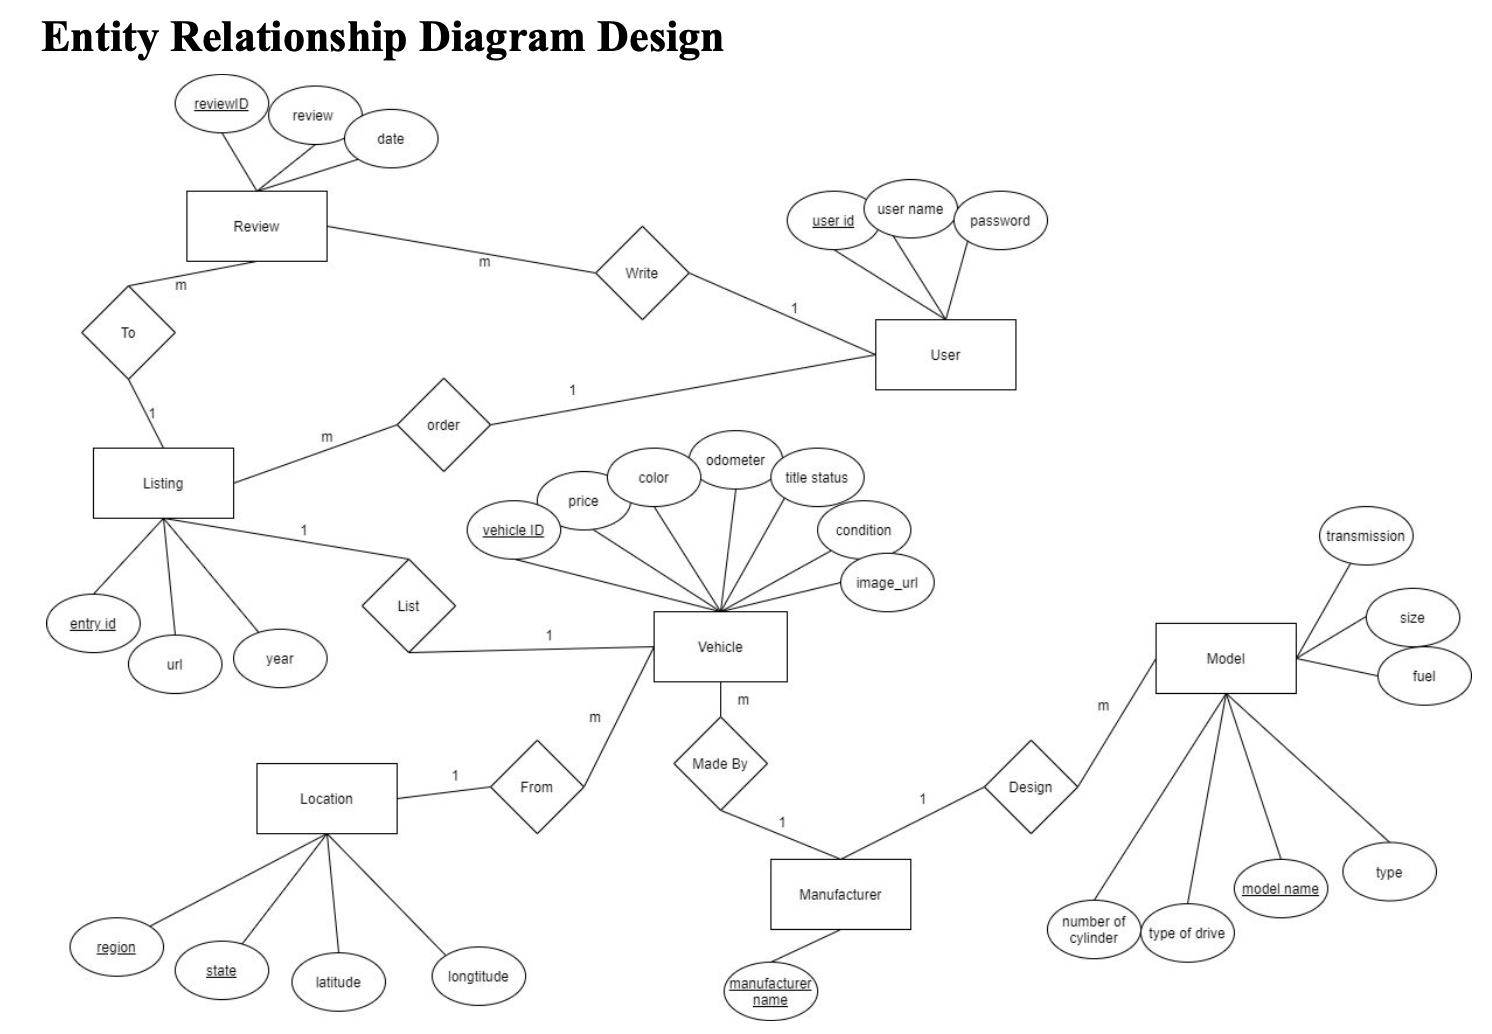 Entity Relationship Diagram Design
reviewID
review
date
Review
user id
user name
password
m
Write
m
1
To
User
1
1
m
order
Listing
odometer
color
title status
price
vehicle ID
condition
transmission
1
image_url
List
entry id
size
1
Vehicle
url
year
Model
fuel
m
m
m
Made By
1
From
Design
Location
1
1
Manufacturer
type
model name
number of
cylinder
type of drive
region
state
latitude
longtitude
manufacturer
name